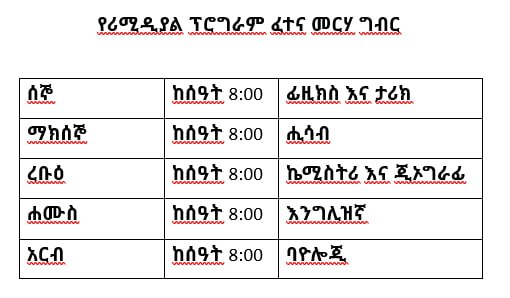 የሪሚዲያል ፕሮግራም ፈተና መርሃ ግብር
ሰኞ ከሰዓት 8:00 ፊዚክስ እና ታሪክ
ማክሰኞ ከሰዓት 8:00 ሒሳብ
ረቡዕ ከሰዓት 8:00 ኬሚስትሪ እና ጂኦግራፊ
ሐሙስ ከሰዓት 8:00 እንግሊዝኛ
አርብ ከሰዓት 8:00 ባዮሎጂ